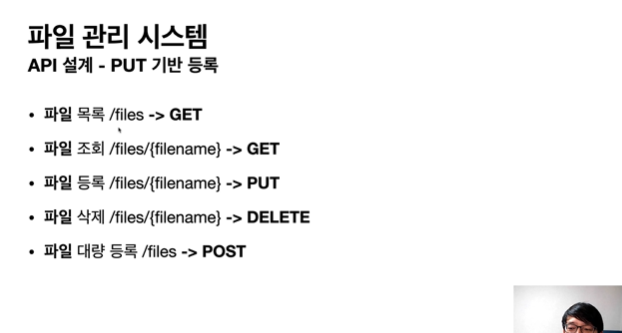 파일 관리 시스템
API 설계 - PUT 기반 등록
• 파일 목록 /files -> GET
• 파일 조회 /files/{filename} -> GET
• 파일 등록 /files/{filename} -> PUT
• 파일 삭제 /files/{filename} -> DELETE
• 파일 대량 등록 /files -> POST